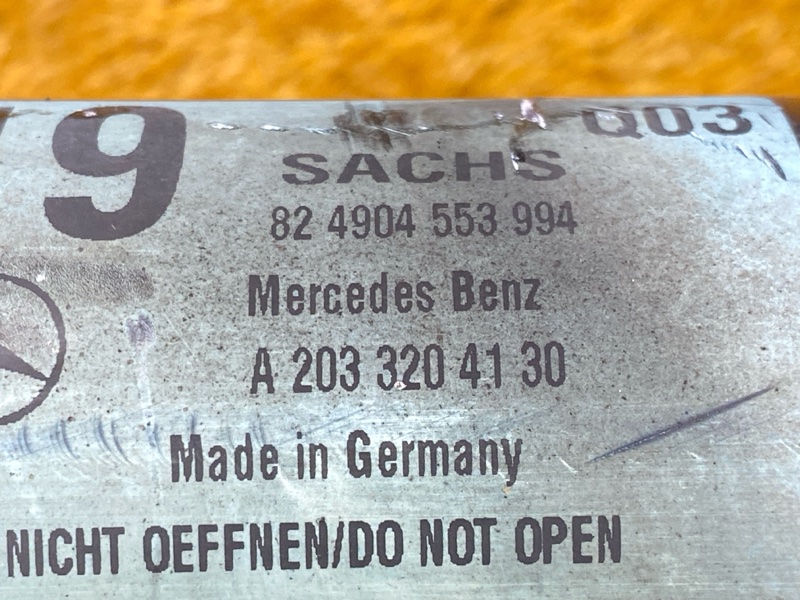 19 Q03
SACHS
82 4904 553 994
Mercedes Benz
A 203 320 41 30
Made in Germany
NICHT OEFFNEN/DO NOT OPEN